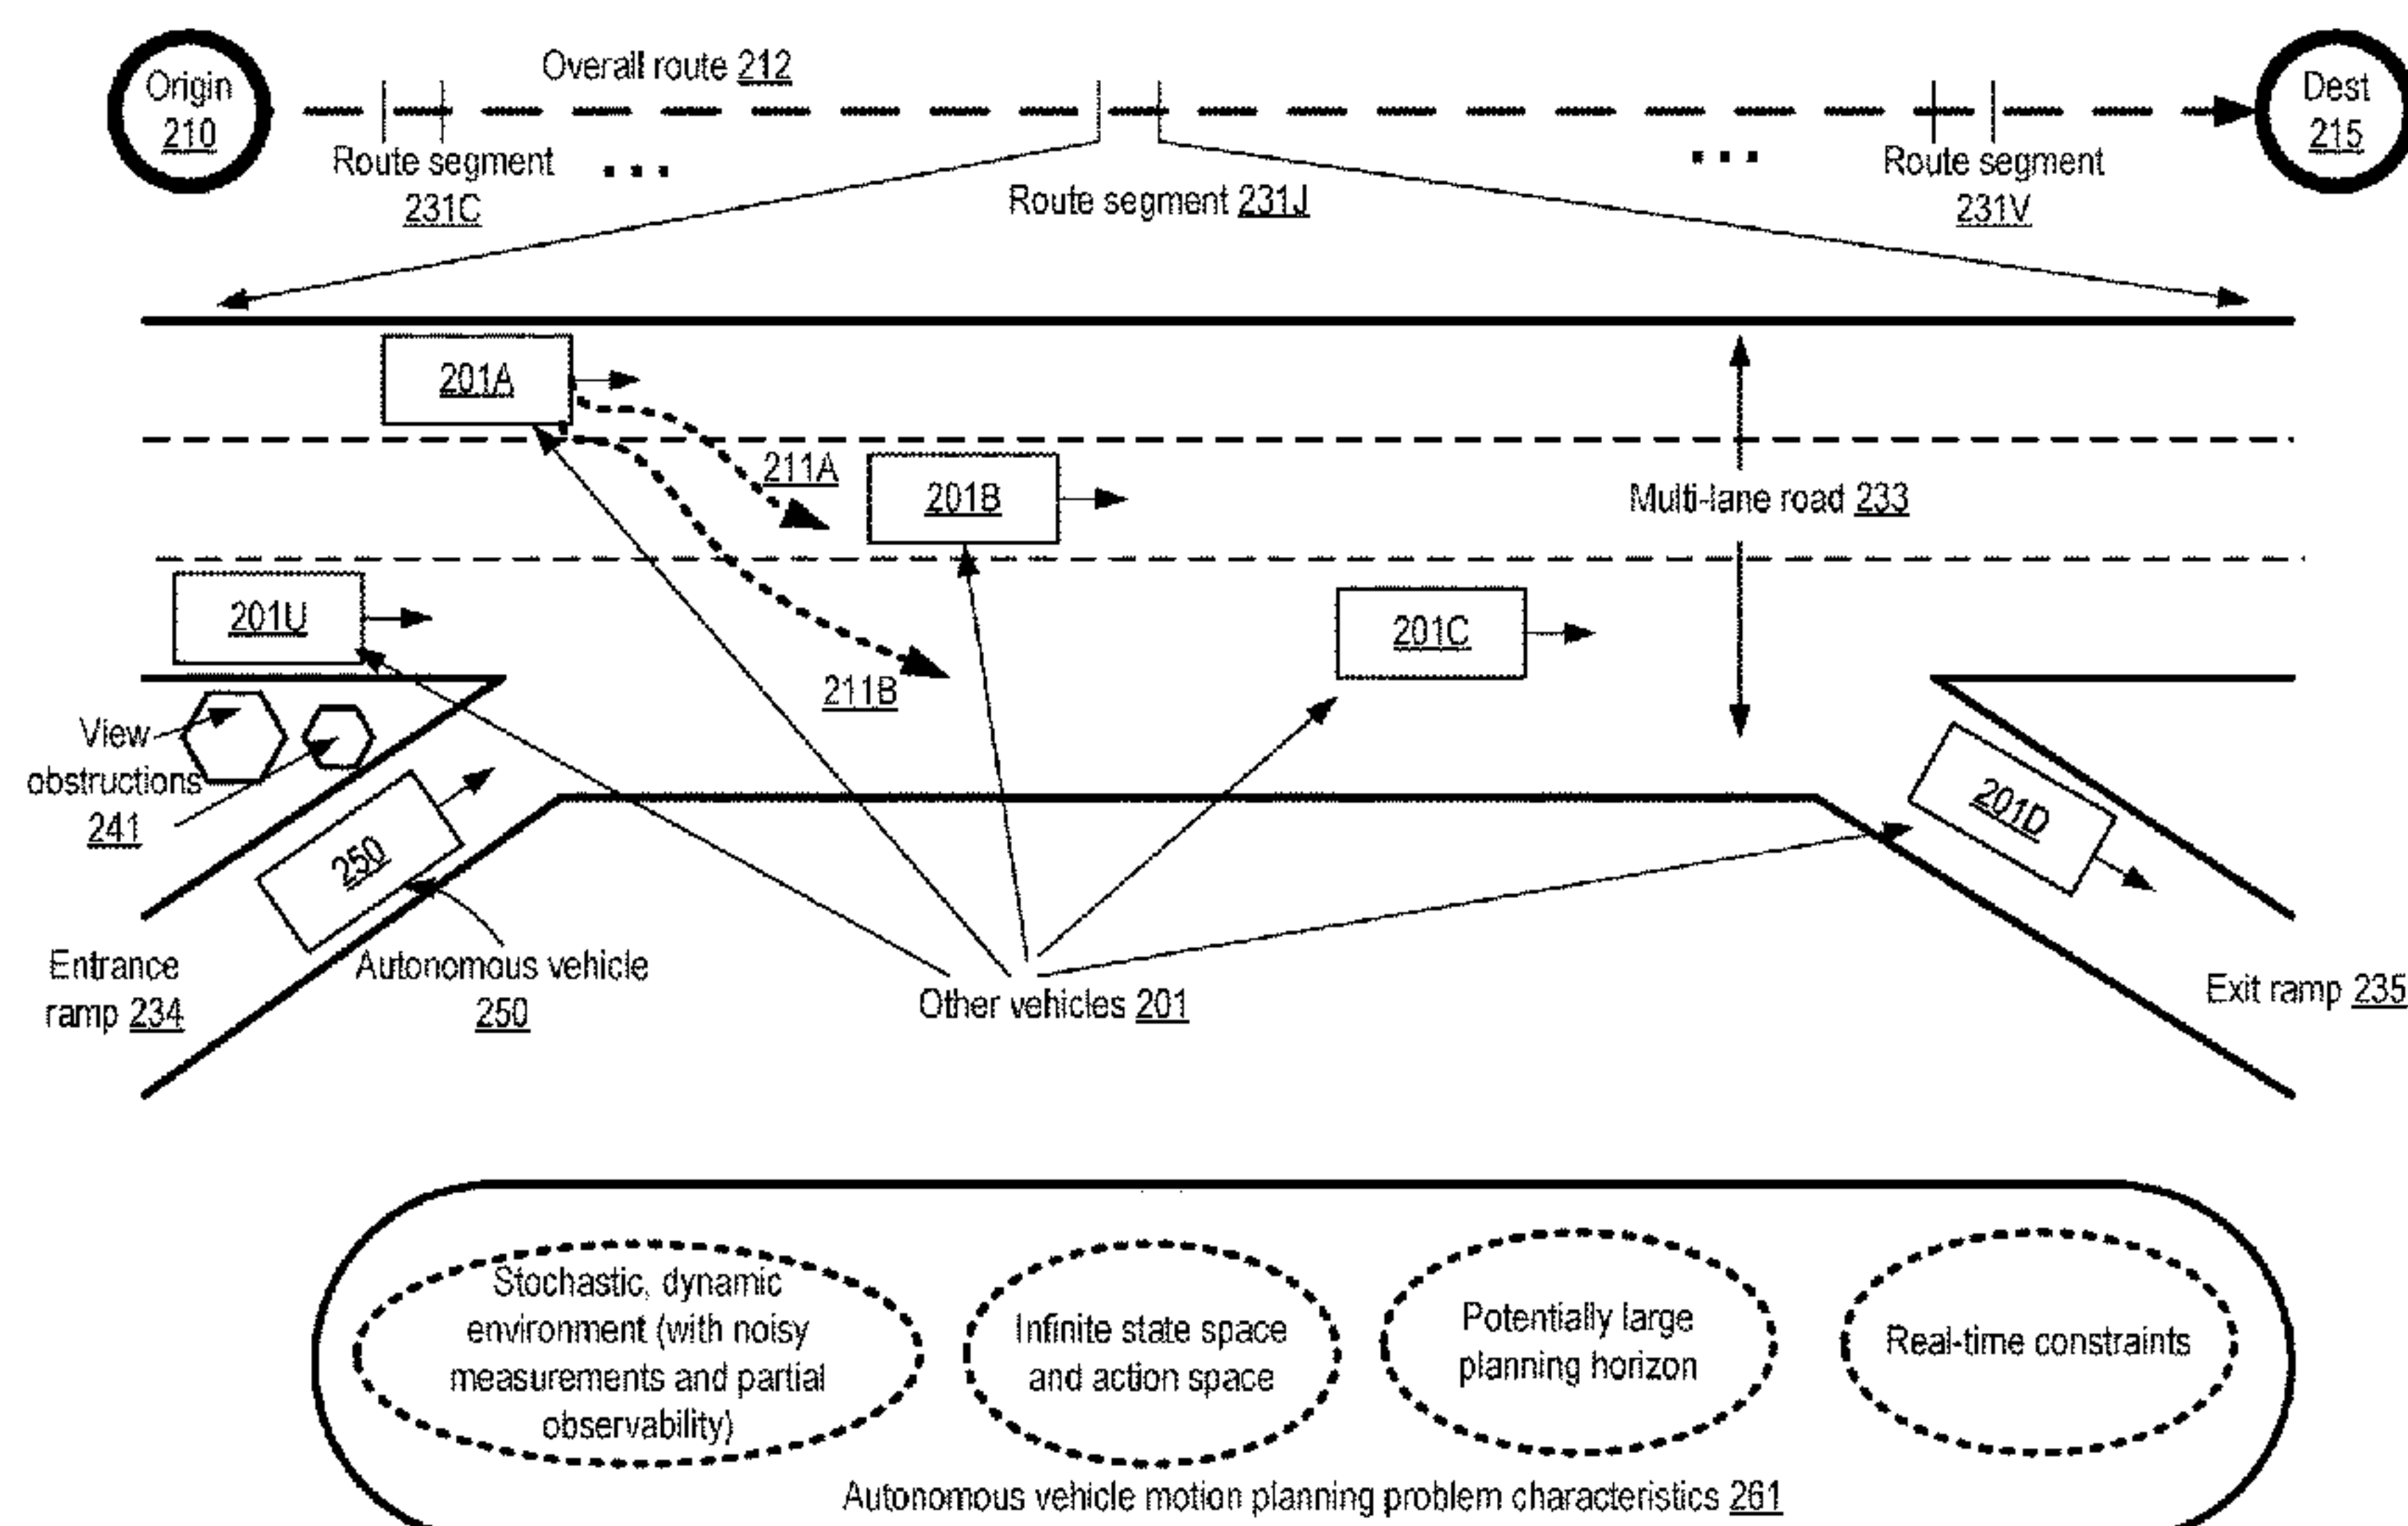 Origin
210
Overall route 212
Dest
215
Route segment
231C
...
Route segment 231J
...
Route segment
231V
201A
211A
201B
Multi-lane road 233
201U
201C
211B
View
obstructions
241
250
201D
Entrance
ramp 234
Autonomous vehicle
250
Other vehicles 201
Exit ramp 235
Stochastic, dynamic
environment (with noisy
measurements and partial
observability)
Infinite state space
and action space
Potentially large
planning horizon
Real-time constraints
Autonomous vehicle motion planning problem characteristics 261